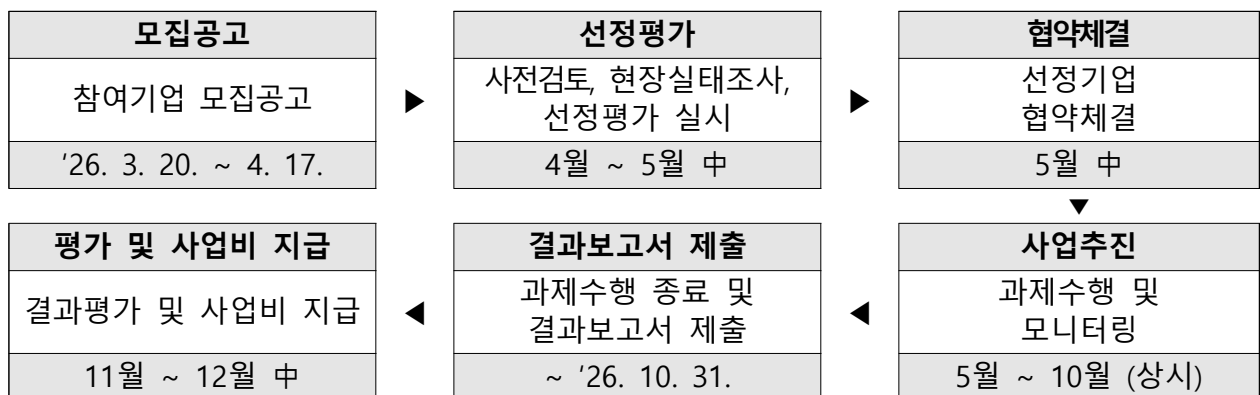 모집공고
참여기업 모집공고
'26. 3. 20. ~ 4. 17.
▶
선정평가
사전검토, 현장실태조사,
선정평가 실시
4월 ~ 5월 中
▶
협약체결
선정기업
협약체결
5월 中
▼
사업추진
과제수행 및
모니터링
5월 ~ 10월 (상시)
◀
결과보고서 제출
과제수행 종료 및
결과보고서 제출
~ '26. 10. 31.
◀
평가 및 사업비 지급
결과평가 및 사업비 지급
11월 ~ 12월 中